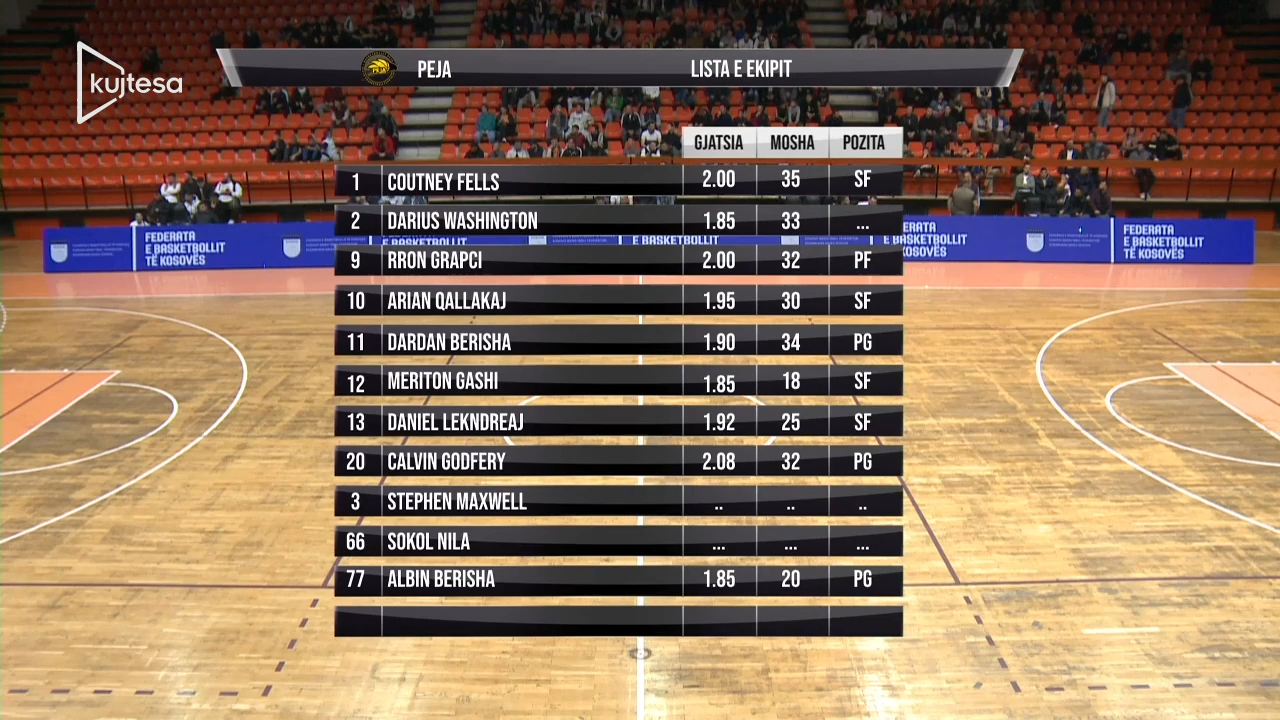 kujtesa
PEJA LISTA E EKIPIT
GJATSIA MOSHA POZITA
1 COUTNEY FELLS 2.00 35 SF
2 DARIUS WASHINGTON 1.85 33 ...
9 RRON GRAPCI 2.00 32 PF
10 ARIAN QALLAKAJ 1.95 30 SF
11 DARDAN BERISHA 1.90 34 PG
12 MERITON GASHI 1.85 18 SF
13 DANIEL LEKNDREAJ 1.92 25 SF
20 CALVIN GODFERY 2.08 32 PG
3 STEPHEN MAXWELL .. .. ..
66 SOKOL NILA ... ... ...
77 ALBIN BERISHA 1.85 20 PG
FEDERATA
E BASKETBOLLIT
TË KOSOVËS
E BASKETBOLLIT
E BASKETBOLLIT
E BASKETBOLLIT
KOSOVËS
FEDERATA
E BASKETBOLLIT
TË KOSOVËS